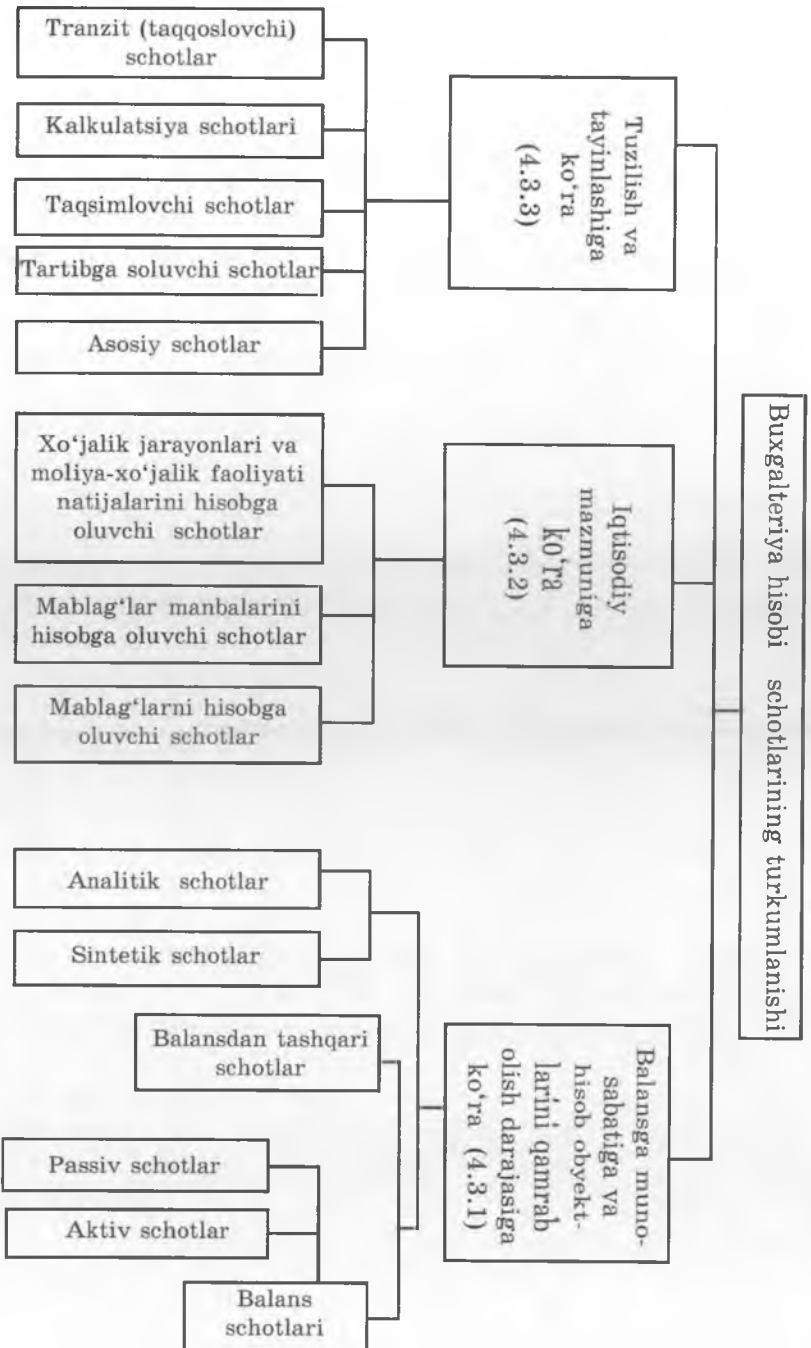 Buxgalteriya hisobi schotlarining turkumlanishi
Tuzilish va
tayinlashiga
ko‘ra
(4.3.3)
Tranzit (taqqoslovchi)
schotlar
Kalkulatsiya schotlari
Taqsimlovchi schotlar
Tartibga soluvchi schotlar
Asosiy schotlar
Iqtisodiy
mazmuniga
ko‘ra
(4.3.2)
Xo‘jalik jarayonlari va
moliya-xo‘jalik faoliyati
natijalarini hisobga
oluvchi schotlar
Mablag‘lar manbalarini
hisobga oluvchi schotlar
Mablag‘larni hisobga
oluvchi schotlar
Balansga muno-
sabatiga va
hisob obyekt-
larini qamrab
olish darajasiga
ko‘ra (4.3.1)
Analitik schotlar
Sintetik schotlar
Balansdan tashqari
schotlar
Passiv schotlar
Aktiv schotlar
Balans
schotlari